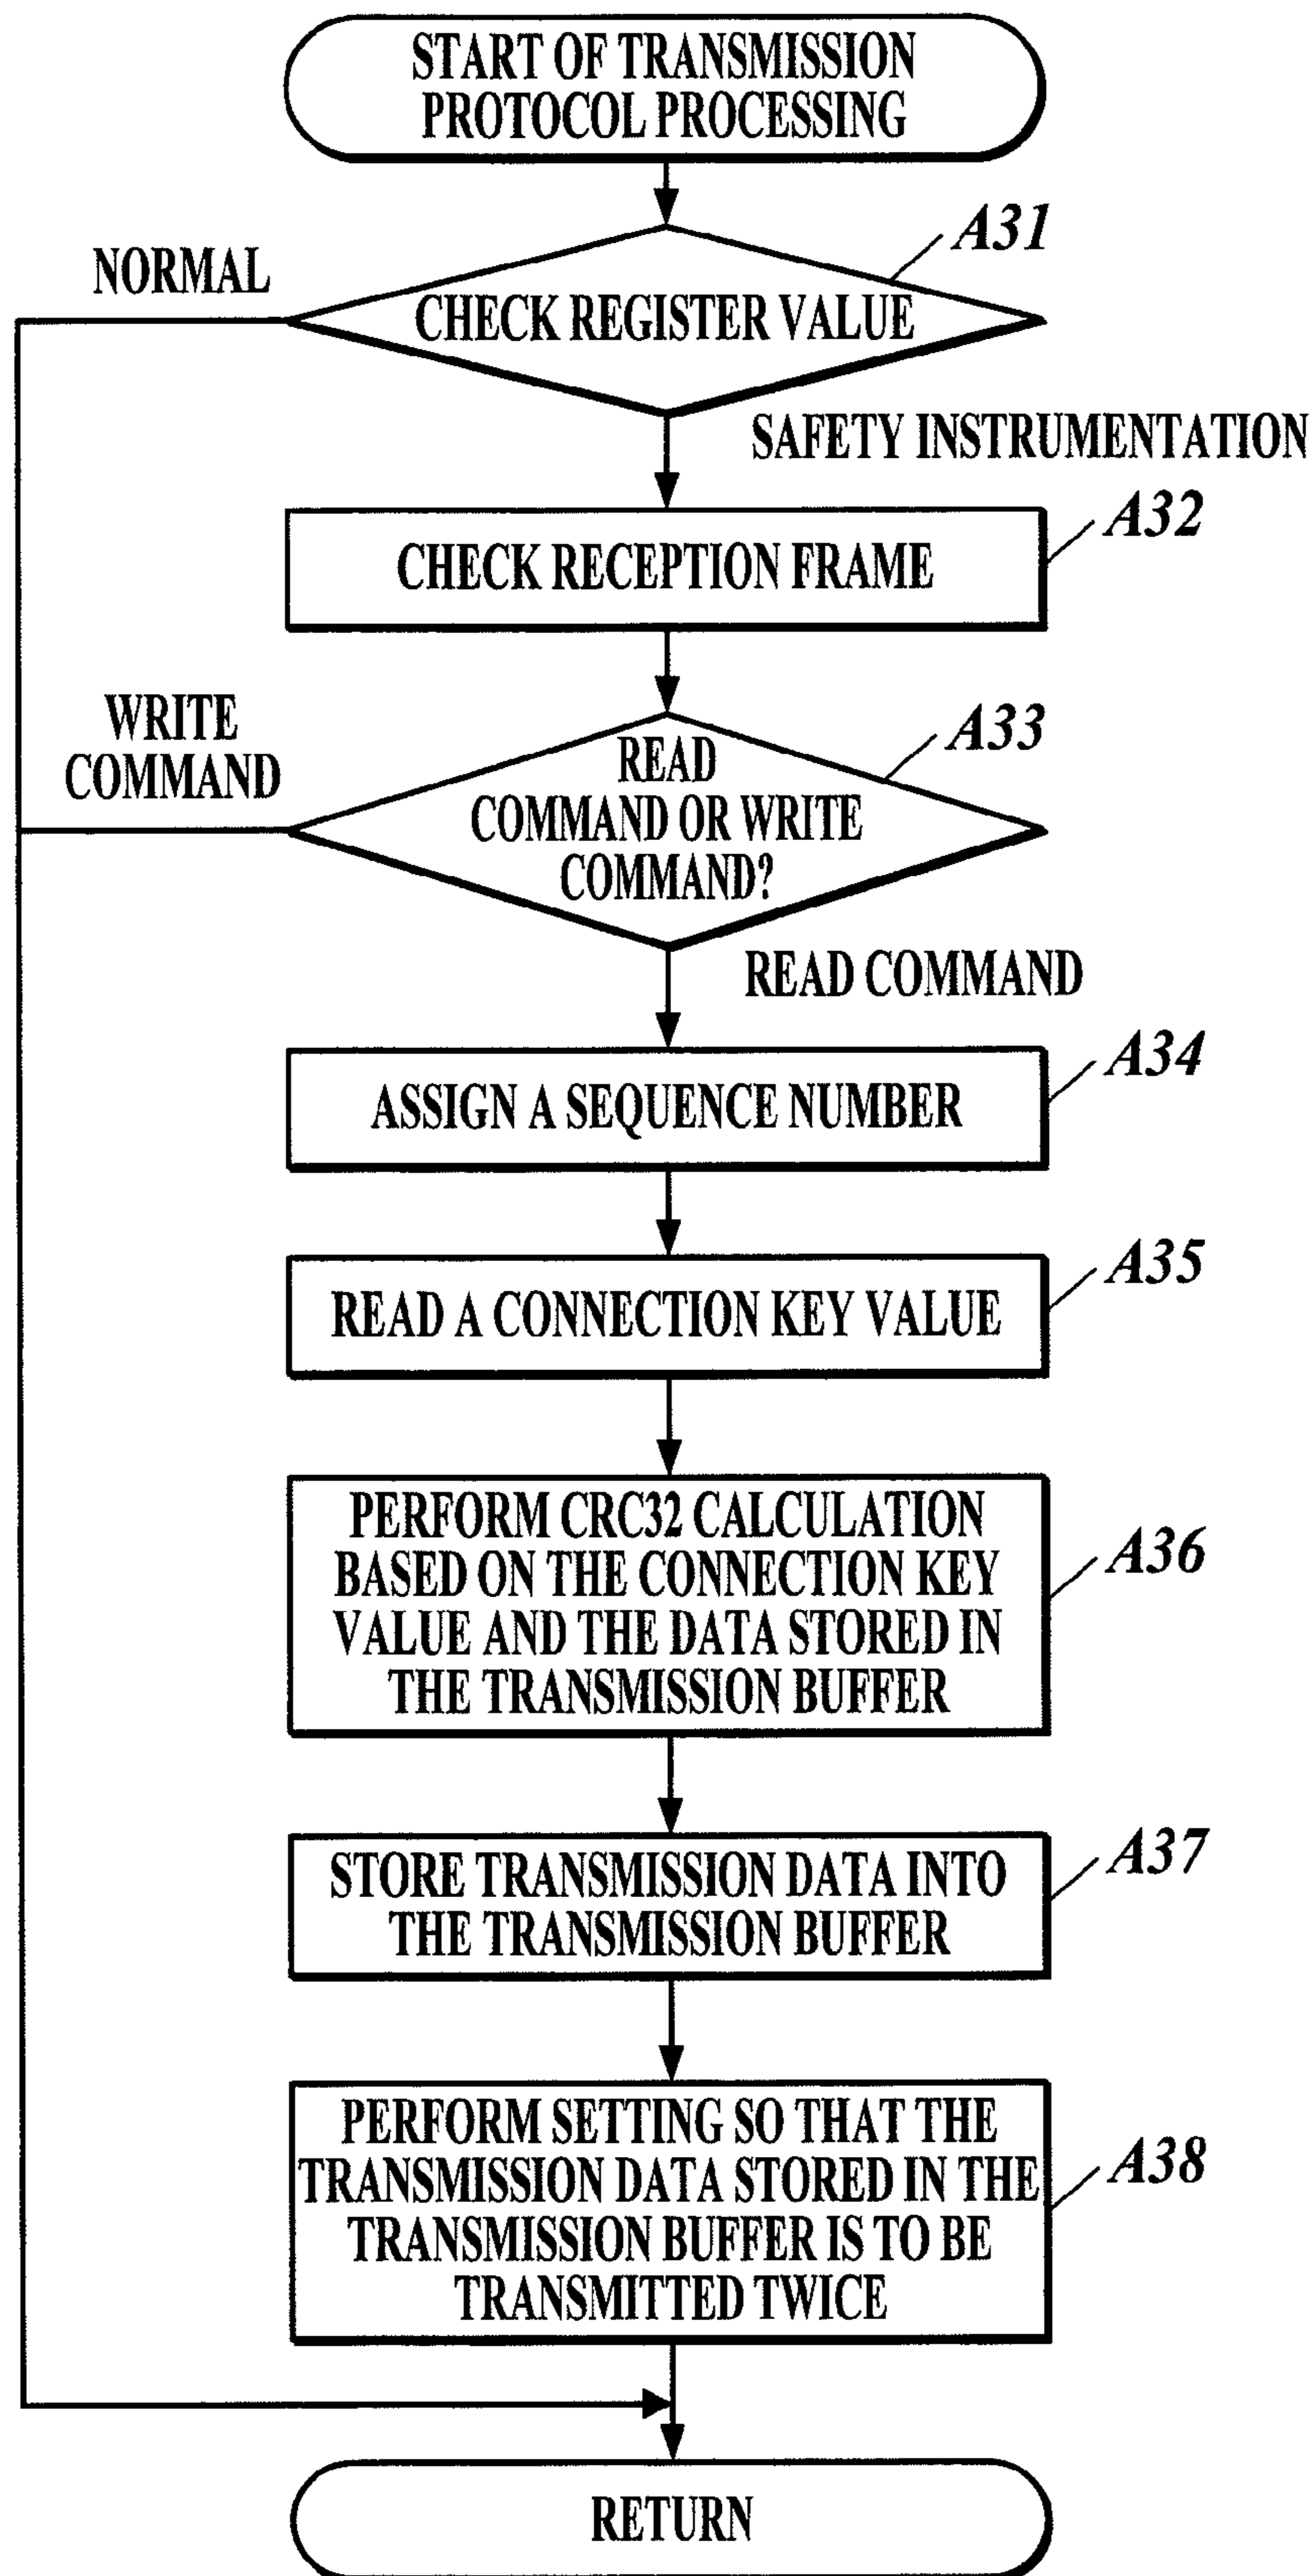 START OF TRANSMISSION
PROTOCOL PROCESSING
A31
NORMAL
CHECK REGISTER VALUE
SAFETY INSTRUMENTATION
A32
CHECK RECEPTION FRAME
WRITE
COMMAND
A33
READ
COMMAND OR WRITE
COMMAND?
READ COMMAND
A34
ASSIGN A SEQUENCE NUMBER
A35
READ A CONNECTION KEY VALUE
PERFORM CRC32 CALCULATION
BASED ON THE CONNECTION KEY
VALUE AND THE DATA STORED IN
THE TRANSMISSION BUFFER
A36
STORE TRANSMISSION DATA INTO
THE TRANSMISSION BUFFER
A37
PERFORM SETTING SO THAT THE
TRANSMISSION DATA STORED IN THE
TRANSMISSION BUFFER IS TO BE
TRANSMITTED TWICE
A38
RETURN